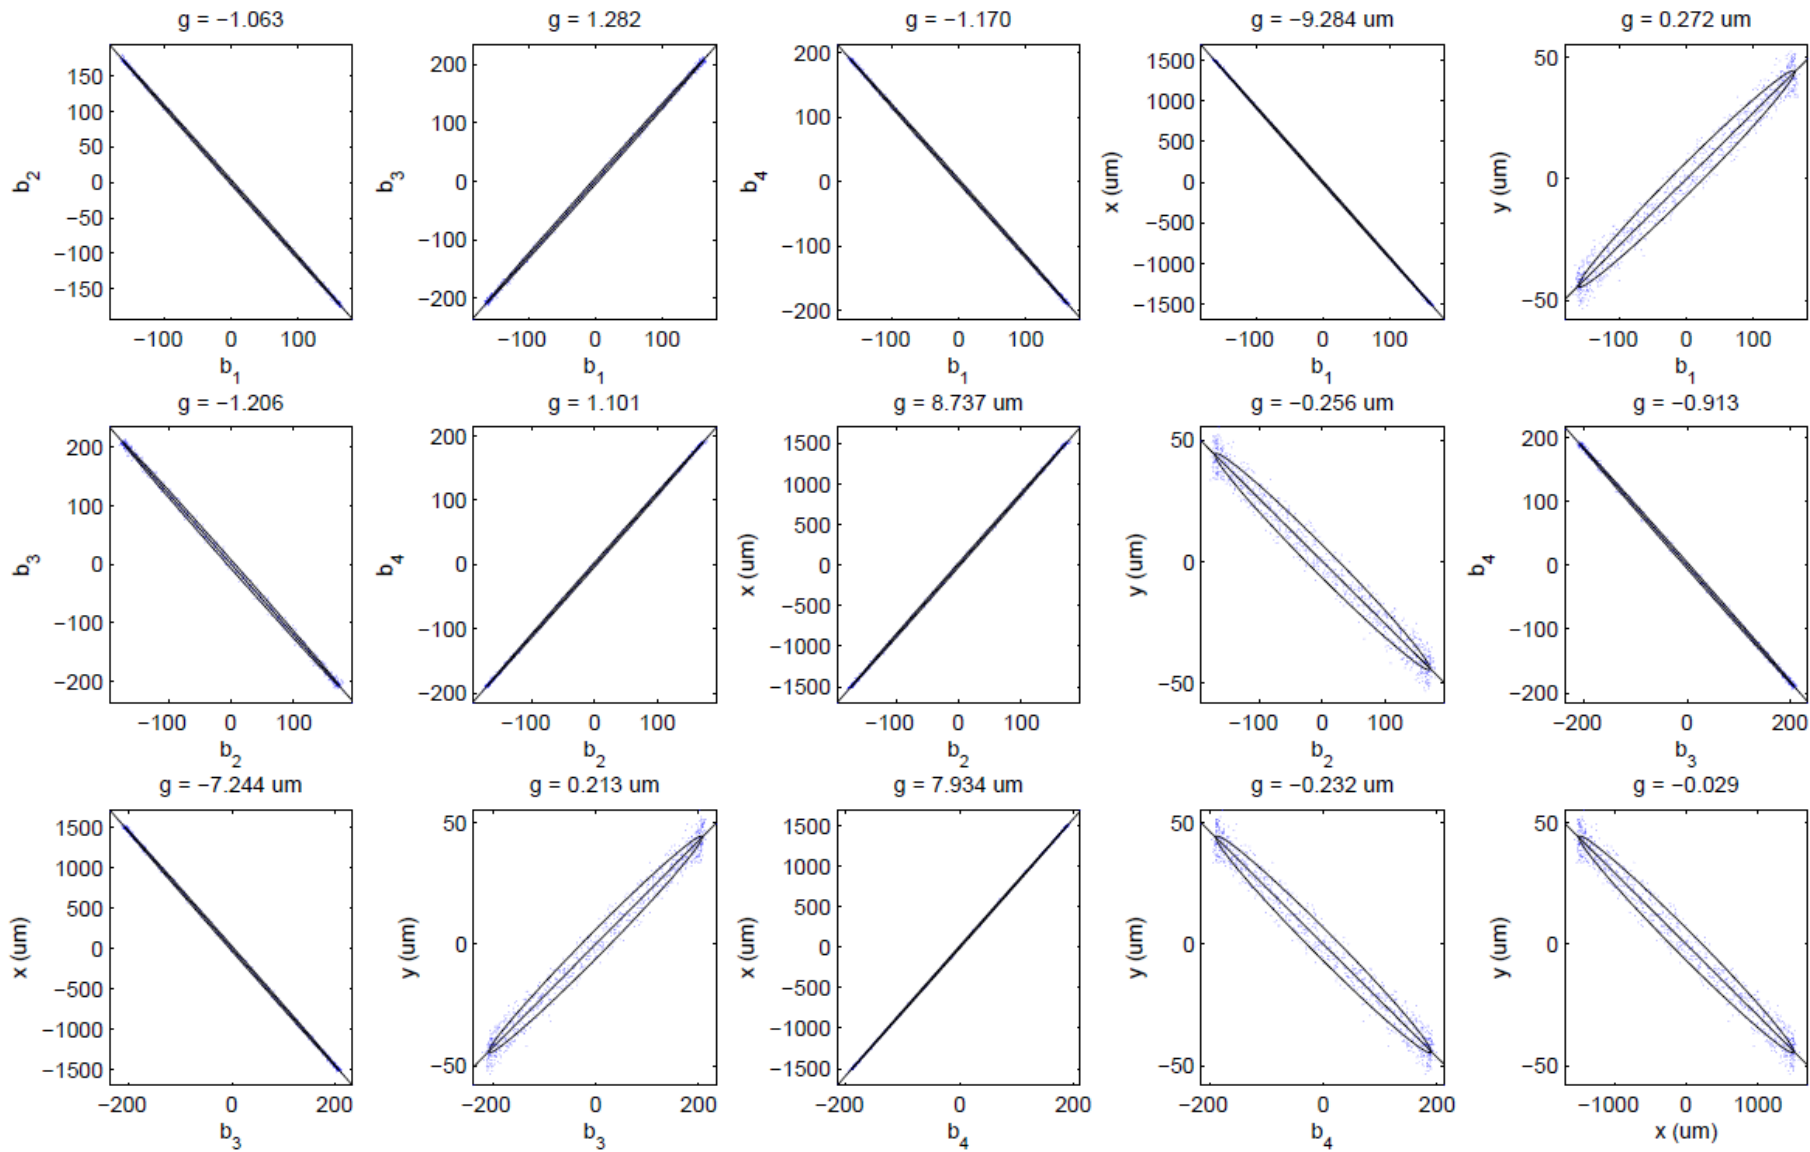 g = −1.063
g = 1.282
g = −1.170
g = −9.284 um
g = 0.272 um
b2
150
100
50
0
−50
−100
−150
−100 0 100
b1
b3
200
100
0
−100
−200
−100 0 100
b1
b4
200
100
0
−100
−200
−100 0 100
b1
x (um)
1500
1000
500
0
−500
−1000
−1500
−100 0 100
b1
y (um)
50
0
−50
−100 0 100
b1
g = −1.206
g = 1.101
g = 8.737 um
g = −0.256 um
g = −0.913
b3
200
100
0
−100
−200
−100 0 100
b2
b4
200
100
0
−100
−200
−100 0 100
b2
x (um)
1500
1000
500
0
−500
−1000
−1500
−100 0 100
b2
y (um)
50
0
−50
−100 0 100
b2
b4
200
100
0
−100
−200
−200 0 200
b3
g = −7.244 um
g = 0.213 um
g = 7.934 um
g = −0.232 um
g = −0.029
x (um)
1500
1000
500
0
−500
−1000
−1500
−200 0 200
b3
y (um)
50
0
−50
−200 0 200
b3
x (um)
1500
1000
500
0
−500
−1000
−1500
−200 0 200
b4
y (um)
50
0
−50
−200 0 200
b4
y (um)
50
0
−50
−1000 0 1000
x (um)